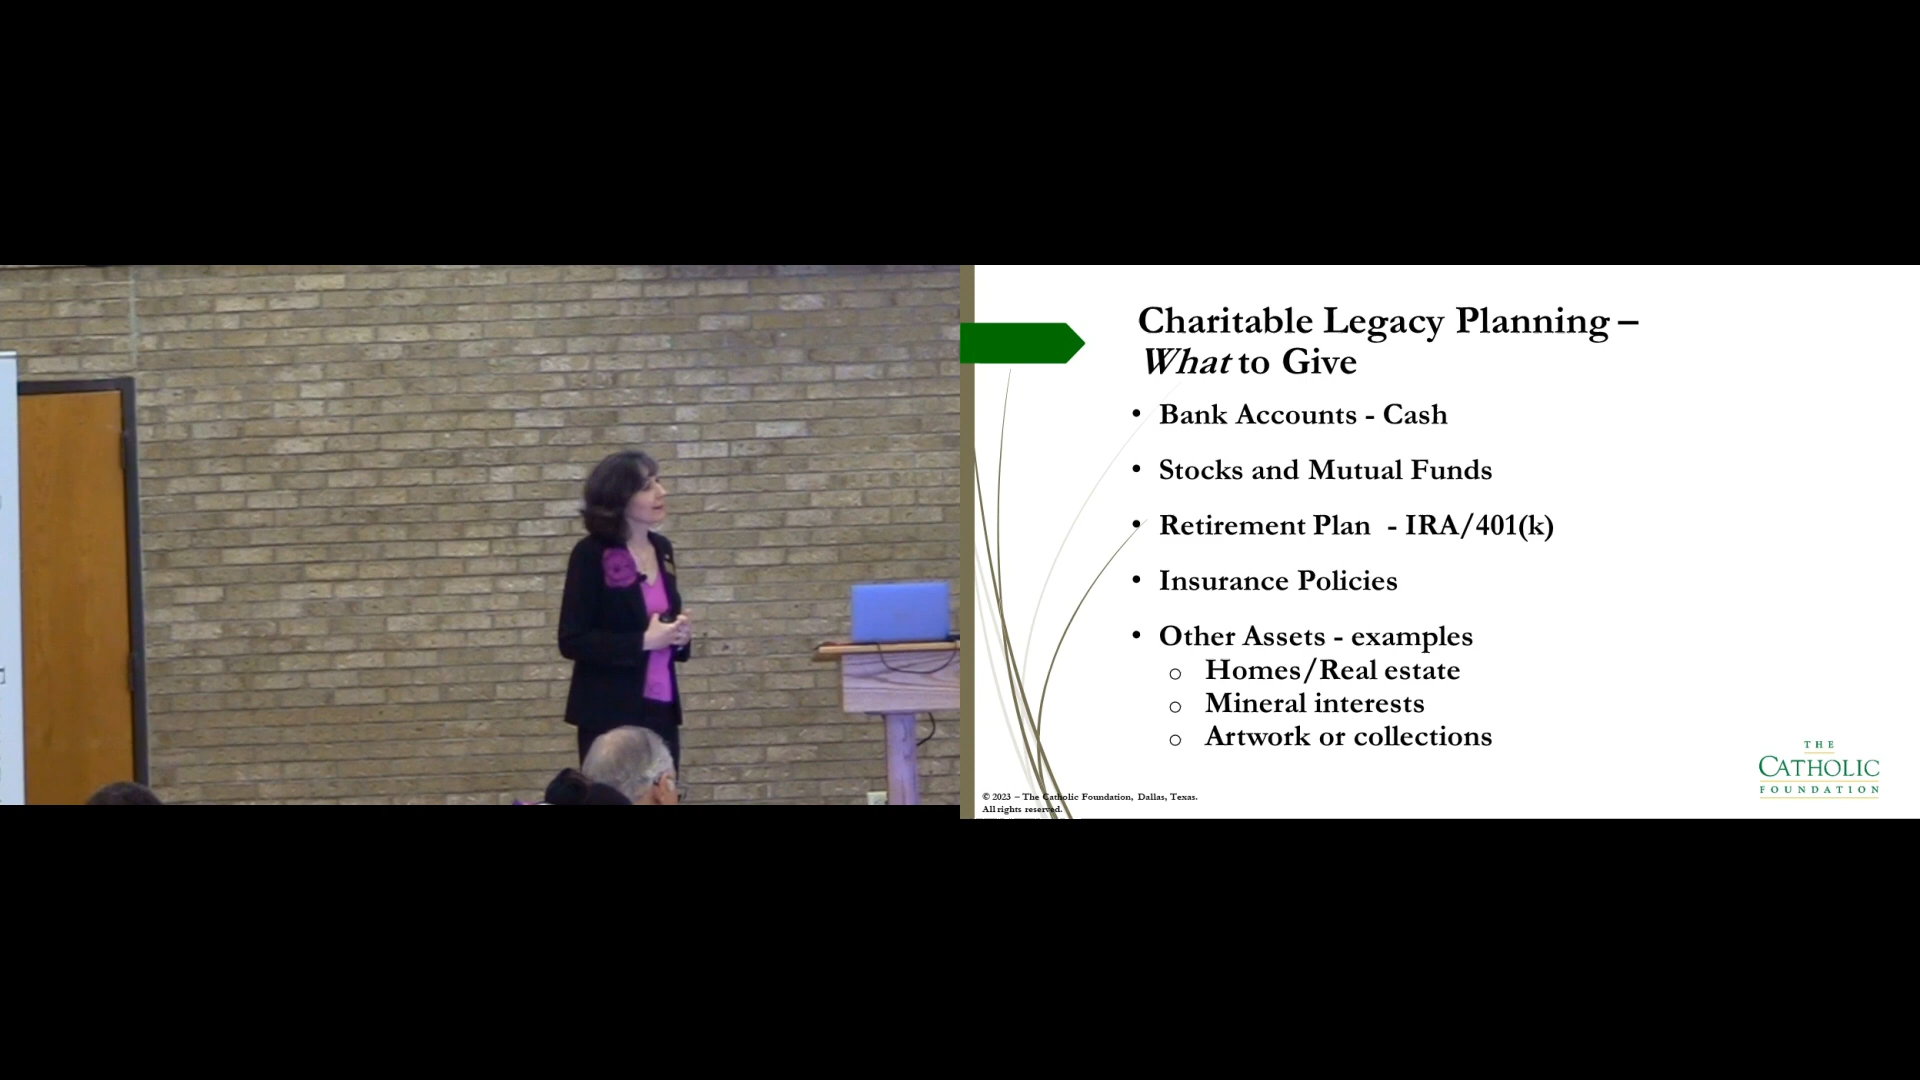 Charitable Legacy Planning –
What to Give
• Bank Accounts - Cash
• Stocks and Mutual Funds
• Retirement Plan - IRA/401(k)
• Insurance Policies
• Other Assets - examples
o Homes/Real estate
o Mineral interests
o Artwork or collections
THE
CATHOLIC
FOUNDATION
© 2023 – The Catholic Foundation, Dallas, Texas.
All rights reserved.